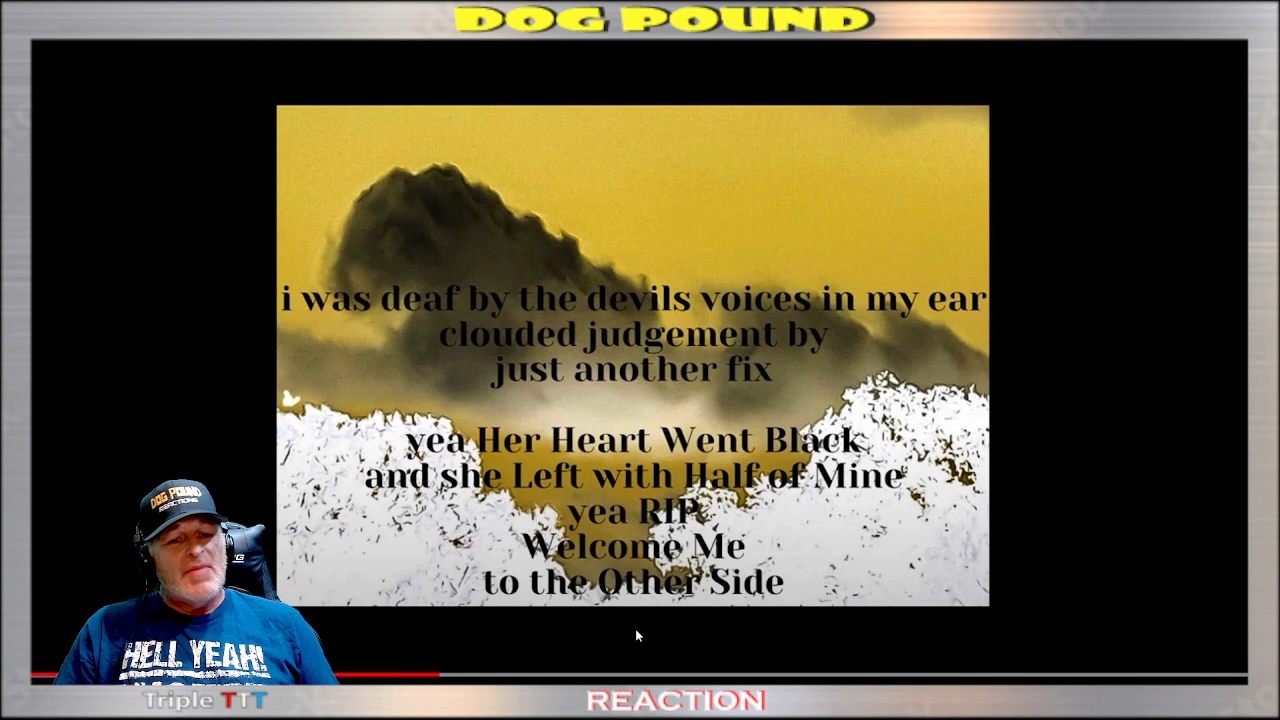 DOG POUND
i was deaf by the devils voices in my ear
clouded judgement by
just another fix
yea Her Heart Went Black
and she Left with Half of Mine
yea RIP
Welcome Me
to the Other Side
DOG POUND
REACTIONS
HELL YEAH!
Triple TTT
REACTION